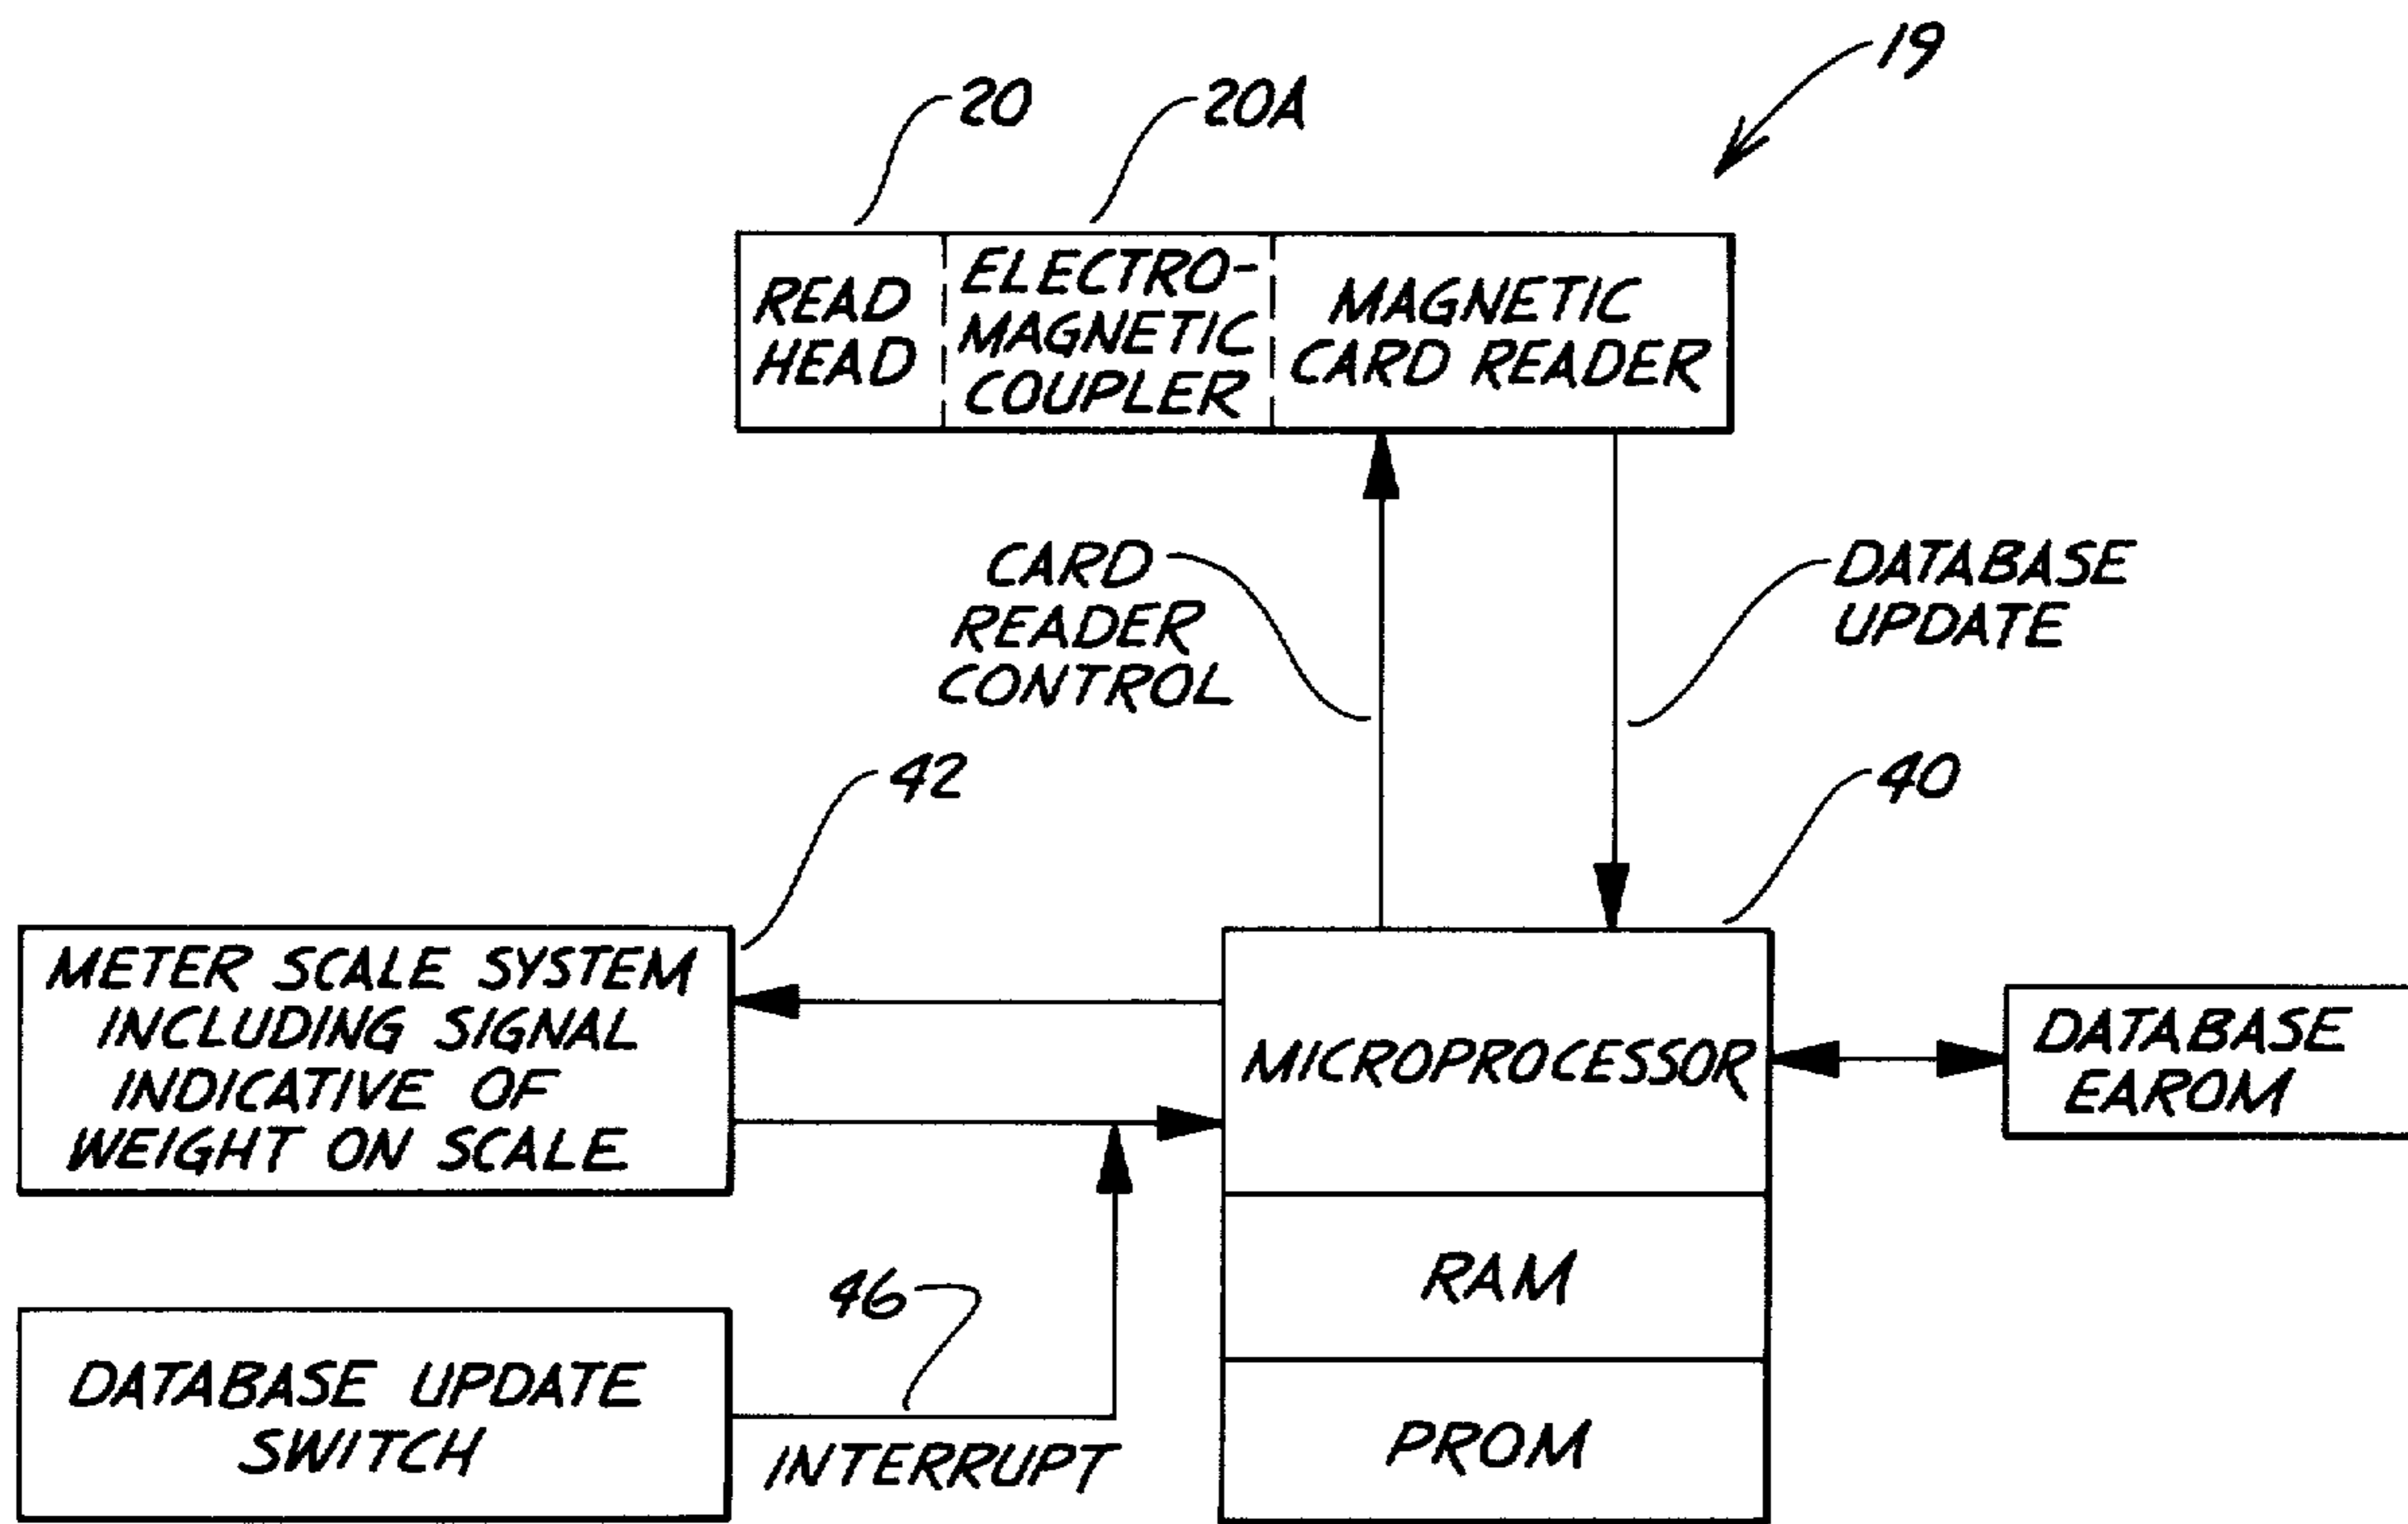 19
20
20A
READ
HEAD
ELECTRO-
MAGNETIC
COUPLER
MAGNETIC
CARD READER
CARD
READER
CONTROL
DATABASE
UPDATE
42
40
METER SCALE SYSTEM
INCLUDING SIGNAL
INDICATIVE OF
WEIGHT ON SCALE
MICROPROCESSOR
DATABASE
EAROM
RAM
46
DATABASE UPDATE
SWITCH
INTERRUPT
PROM